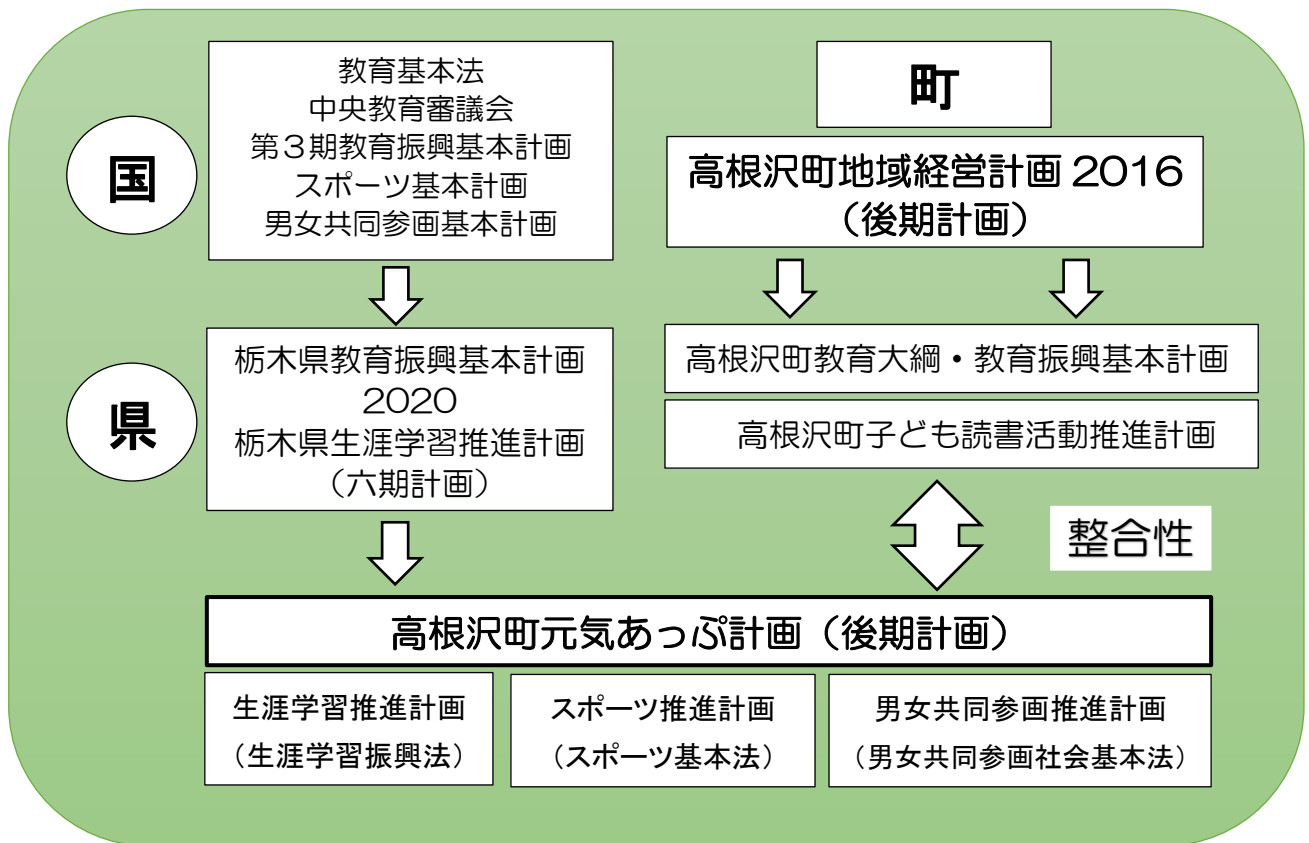 国
教育基本法
中央教育審議会
第3期教育振興基本計画
スポーツ基本計画
男女共同参画基本計画
県
栃木県教育振興基本計画
2020
栃木県生涯学習推進計画
（六期計画）
町
高根沢町地域経営計画 2016
（後期計画）
高根沢町教育大綱・教育振興基本計画
高根沢町子ども読書活動推進計画
整合性
高根沢町元気あっぷ計画（後期計画）
生涯学習推進計画
（生涯学習振興法）
スポーツ推進計画
（スポーツ基本法）
男女共同参画推進計画
（男女共同参画社会基本法）